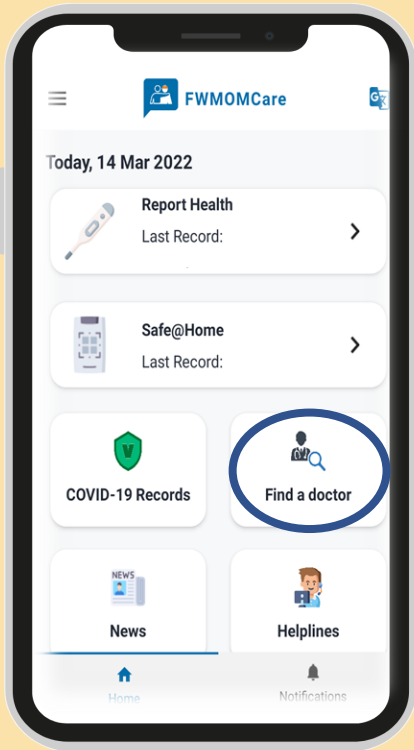 FWMOMCare
Today, 14 Mar 2022
Report Health
Last Record:
Safe@Home
Last Record:
V
COVID-19 Records
Find a doctor
NEWS
News
Helplines
Home
Notifications